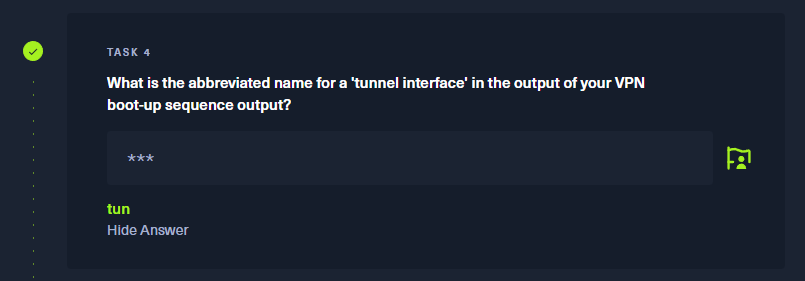 TASK 4
What is the abbreviated name for a 'tunnel interface' in the output of your VPN
boot-up sequence output?
***
tun
Hide Answer